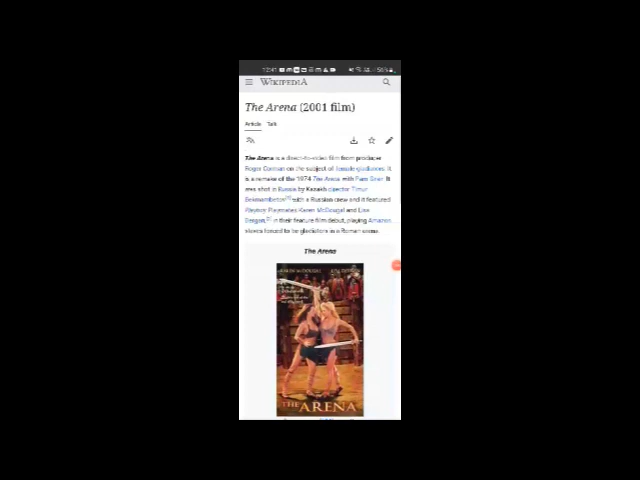 WIKIPEDIA
The Arena (2001 film)
Article Talk
The Arena is a direct-to-video film from producer
Roger Corman on the subject of female gladiators. It
is a remake of the 1974 The Arena with Pam Grier. It
was shot in Russia by Kazakh director Timur
Bekmambetov[1] with a Russian crew and it featured
Playboy Playmates Karen McDougal and Lisa
Dergan,[2] in their feature film debut, playing Amazon
slaves forced to be gladiators in a Roman arena.
The Arena
THE ARENA